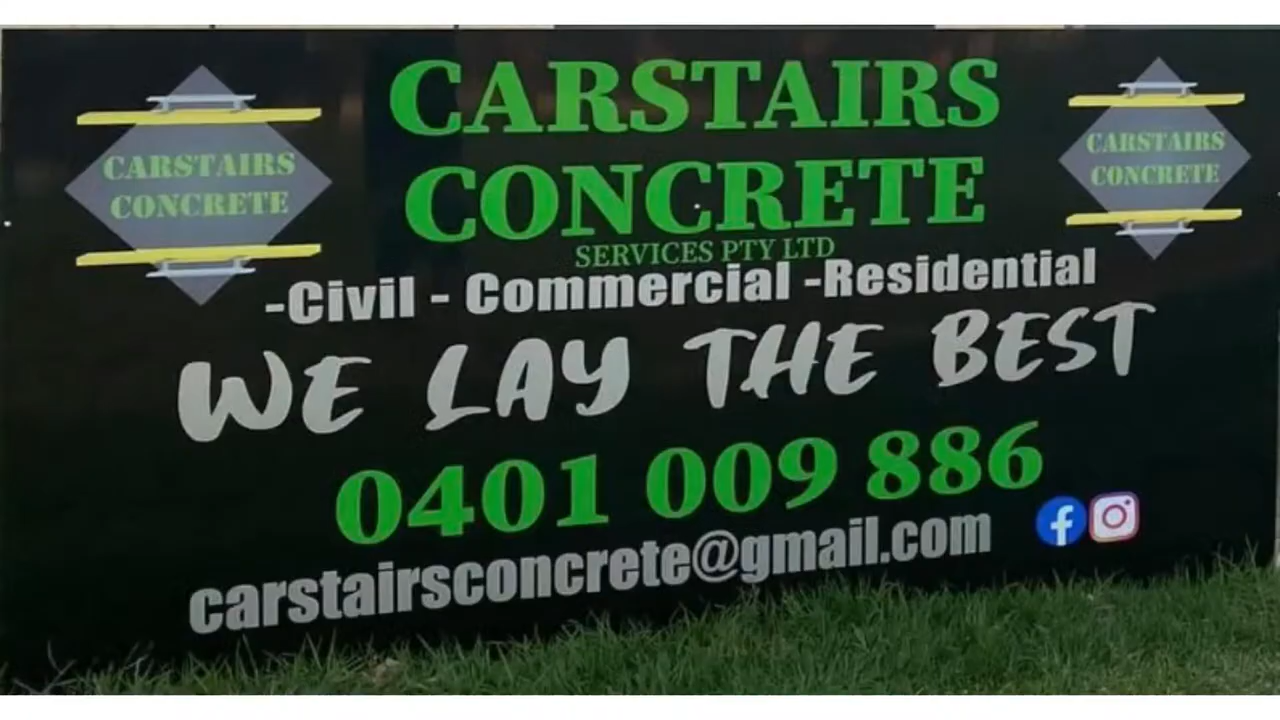 CARSTAIRS
CONCRETE
SERVICES PTY LTD
CARSTAIRS
CONCRETE
CARSTAIRS
CONCRETE
-Civil - Commercial -Residential
WE LAY THE BEST
0401 009 886
carstairsconcrete@gmail.com